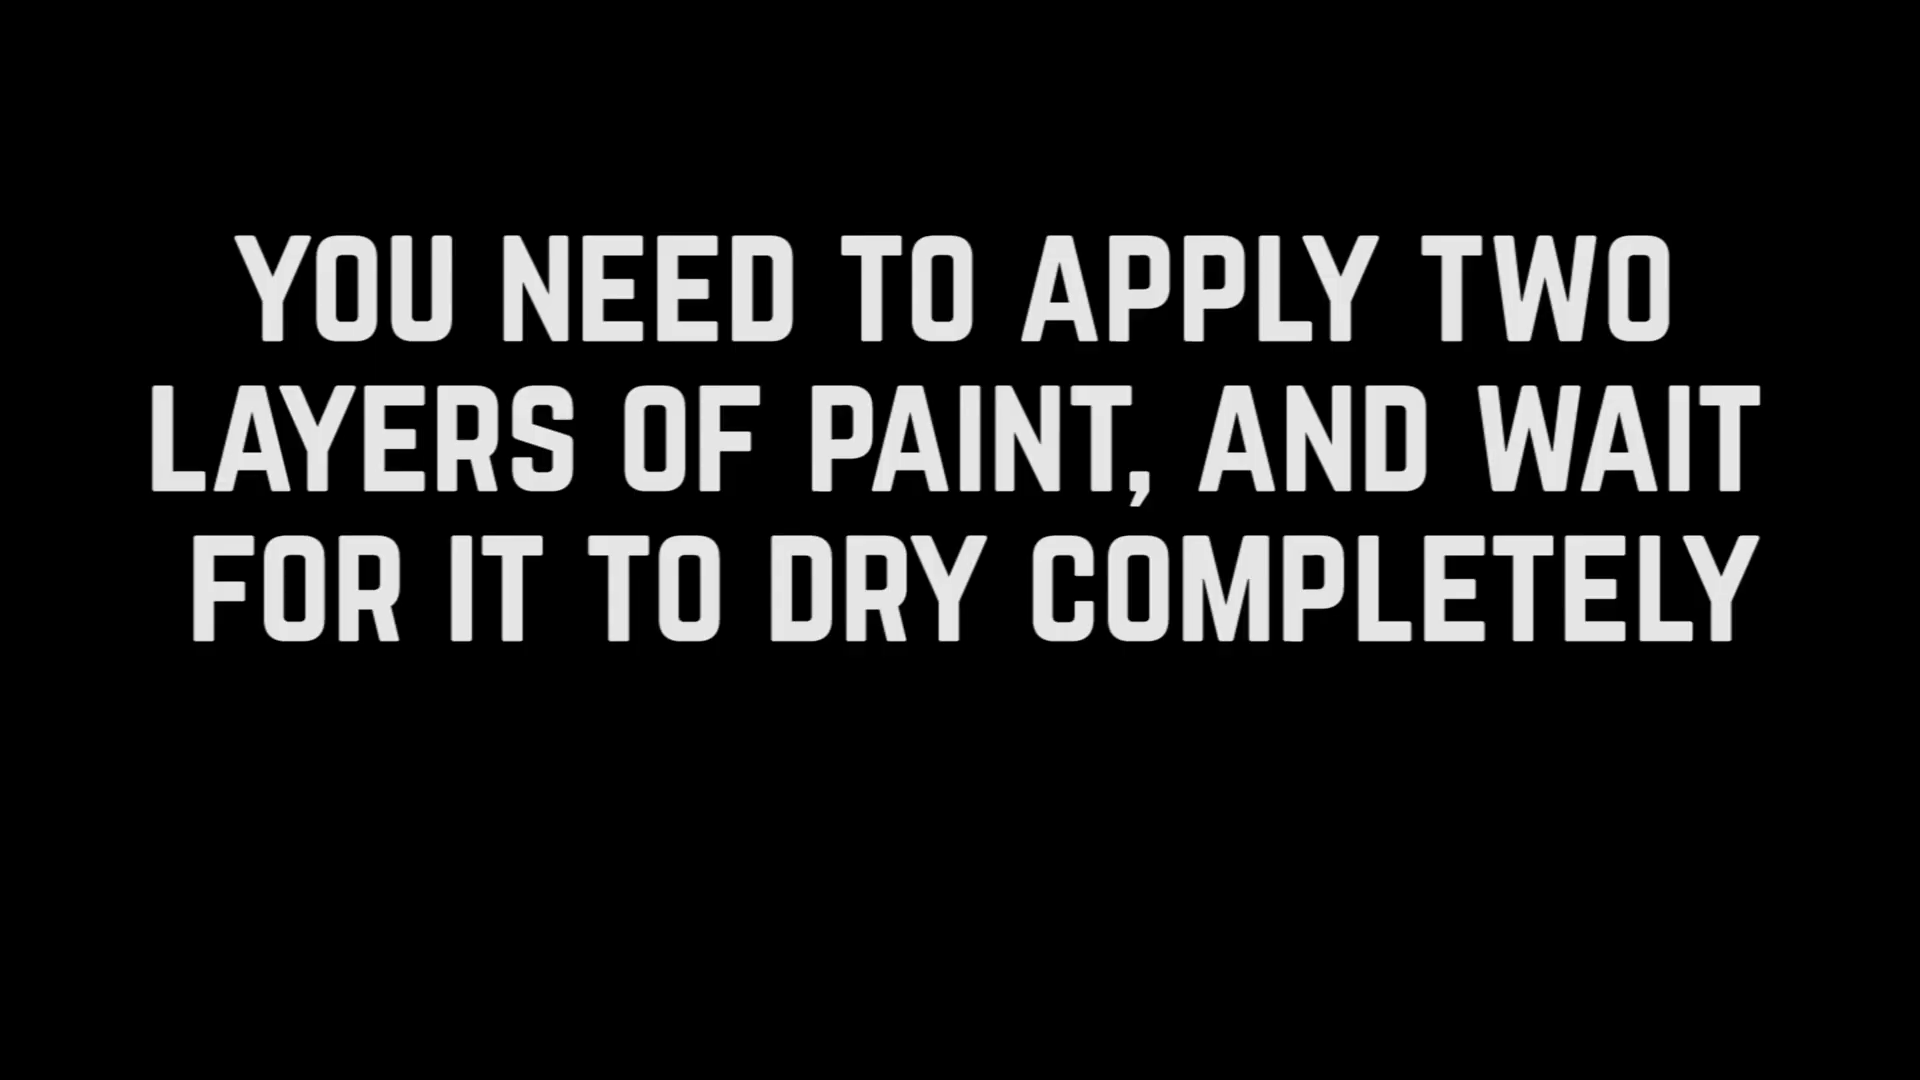 YOU NEED TO APPLY TWO
LAYERS OF PAINT, AND WAIT
FOR IT TO DRY COMPLETELY